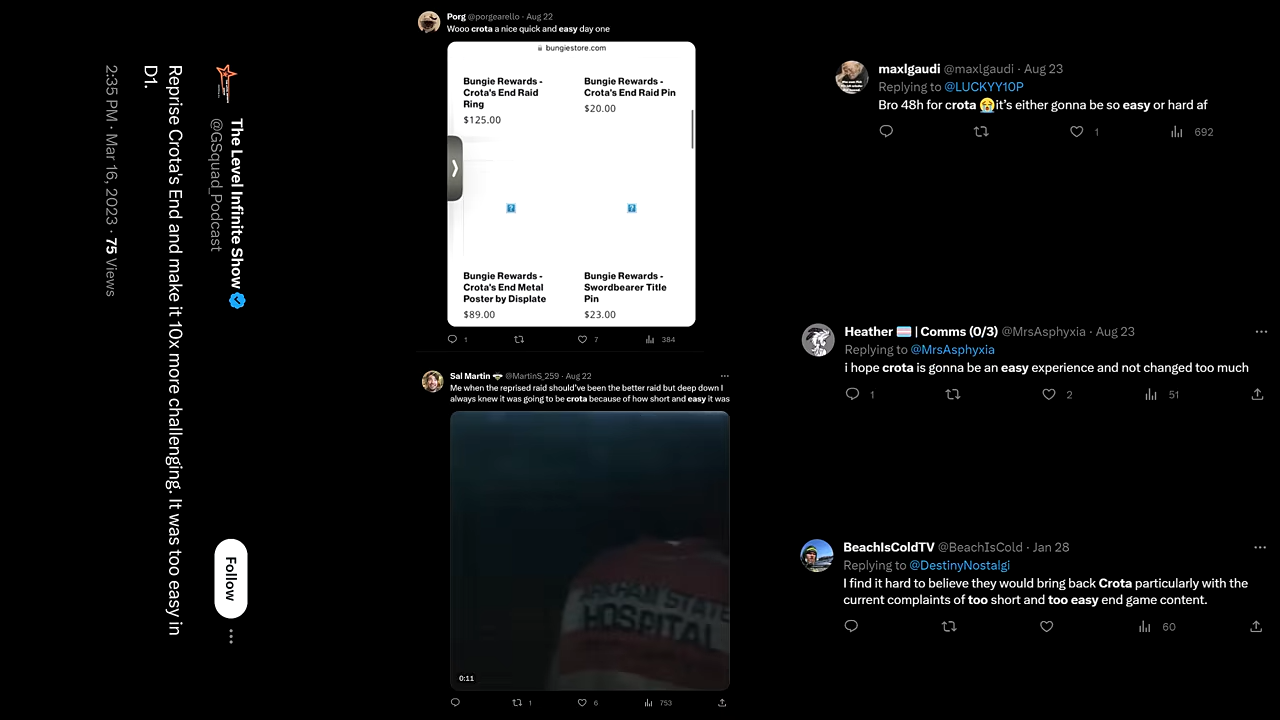 The Level Infinite Show
@GSquad_Podcast
Follow
Reprise Crota's End and make it 10x more challenging. It was too easy in
D1.
2:35 PM · Mar 16, 2023 · 75 Views
Porg @porgearello · Aug 22
Wooo crota a nice quick and easy day one
bungiestore.com
Bungie Rewards -
Crota's End Raid
Ring
$125.00
Bungie Rewards -
Crota's End Raid Pin
$20.00
Bungie Rewards -
Crota's End Metal
Poster by Displate
$89.00
Bungie Rewards -
Swordbearer Title
Pin
$23.00
1 7 384
Sal Martin @MartinS_259 · Aug 22
Me when the reprised raid should've been the better raid but deep down I
always knew it was going to be crota because of how short and easy it was
ARKHAM STATE
HOSPITAL
0:11
1 6 753
maxlgaudi @maxlgaudi · Aug 23
Replying to @LUCKYY10P
Bro 48h for crota 😭it's either gonna be so easy or hard af
1 692
Heather 🏳️‍⚧️ | Comms (0/3) @MrsAsphyxia · Aug 23
Replying to @MrsAsphyxia
i hope crota is gonna be an easy experience and not changed too much
1 2 51
BeachIsColdTV @BeachIsCold · Jan 28
Replying to @DestinyNostalgi
I find it hard to believe they would bring back Crota particularly with the
current complaints of too short and too easy end game content.
60